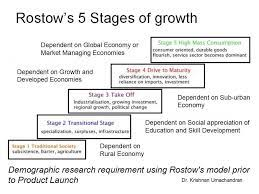 Rostow's 5 Stages of growth
Dependent on Global Economy or
Market Managing Economies
Stage 5 High Mass Consumption
consumer oriented, durable goods
flourish, service sector becomes dominant
Dependent on Growth and
Developed Economies
Stage 4 Drive to Maturity
diversification, innovation, less
reliance on imports, investment
Stage 3 Take Off
Industrialisation, growing investment,
regional growth, political change
Dependent on Sub-urban
Economy
Stage 2 Transitional Stage
specialization, surpluses, infrastructure
Dependent on Social appreciation of
Education and Skill Development
Stage 1 Traditional Society
subsistence, barter, agriculture
Dependent on
Rural Economy
Demographic research requirement using Rostow's model prior
to Product Launch
Dr. Krishnan Umachandran